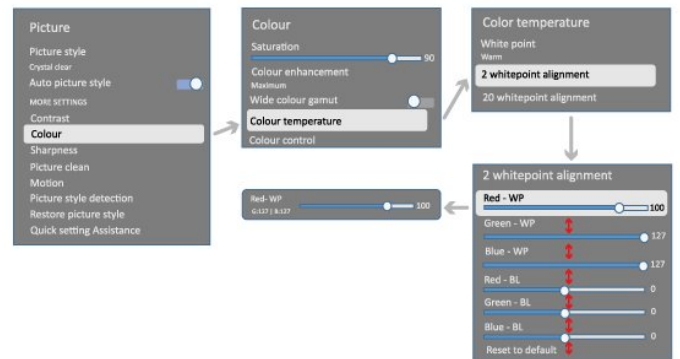 Picture
Picture style
Crystal clear
Auto picture style
MORE SETTINGS
Contrast
Colour
Sharpness
Picture clean
Motion
Picture style detection
Restore picture style
Quick setting Assistance
Colour
Saturation
90
Colour enhancement
Maximum
Wide colour gamut
Colour temperature
Colour control
Color temperature
White point
Warm
2 whitepoint alignment
20 whitepoint alignment
2 whitepoint alignment
Red - WP
100
Green - WP
127
Blue - WP
127
Red - BL
0
Green - BL
0
Blue - BL
0
Reset to default
Red- WP
G:127 | B:127
100